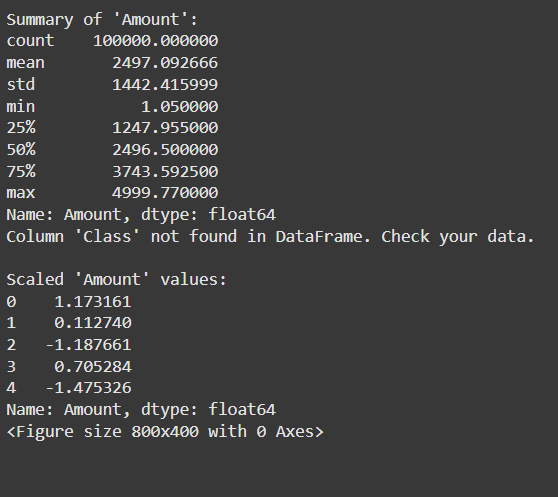 Summary of 'Amount':
count    100000.000000
mean       2497.092666
std        1442.415999
min           1.050000
25%        1247.955000
50%        2496.500000
75%        3743.592500
max        4999.770000
Name: Amount, dtype: float64
Column 'Class' not found in DataFrame. Check your data.

Scaled 'Amount' values:
0    1.173161
1    0.112740
2   -1.187661
3    0.705284
4   -1.475326
Name: Amount, dtype: float64
<Figure size 800x400 with 0 Axes>